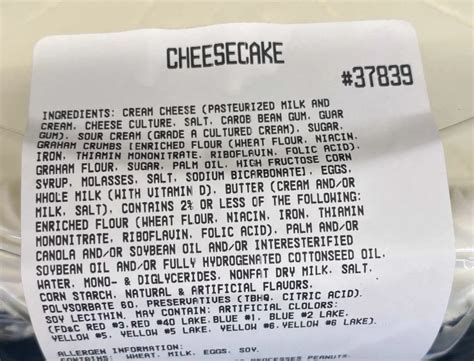 CHEESECAKE
#37839
INGREDIENTS: CREAM CHEESE (PASTEURIZED MILK AND
CREAM, CHEESE CULTURE, SALT, CAROB BEAN GUM, GUAR
GUM), SOUR CREAM (GRADE A CULTURED CREAM), SUGAR,
GRAHAM CRUMBS [ENRICHED FLOUR (WHEAT FLOUR, NIACIN,
IRON, THIAMIN MONONITRATE, RIBOFLAVIN, FOLIC ACID),
GRAHAM FLOUR, SUGAR, PALM OIL, HIGH FRUCTOSE CORN
SYRUP, MOLASSES, SALT, SODIUM BICARBONATE], EGGS,
WHOLE MILK (WITH VITAMIN D), BUTTER (CREAM AND/OR
MILK, SALT), CONTAINS 2% OR LESS OF THE FOLLOWING:
ENRICHED FLOUR (WHEAT FLOUR, NIACIN, IRON, THIAMIN
MONONITRATE, RIBOFLAVIN, FOLIC ACID), PALM AND/OR
CANOLA AND/OR SOYBEAN OIL AND/OR INTERESTERIFIED
SOYBEAN OIL AND/OR FULLY HYDROGENATED COTTONSEED OIL,
WATER, MONO- & DIGLYCERIDES, NONFAT DRY MILK, SALT,
CORN STARCH, NATURAL & ARTIFICIAL FLAVORS,
POLYSORBATE 60, PRESERVATIVES (TBHQ, CITRIC ACID),
SOY LECITHIN, MAY CONTAIN: ARTIFICIAL CLOLORS:
(FD&C RED #3, RED #40 LAKE, BLUE #1, BLUE #2 LAKE,
YELLOW #5, YELLOW #5 LAKE, YELLOW #6, YELLOW #6 LAKE).
ALLERGEN INFORMATION:
CONTAINS: WHEAT, MILK, EGGS, SOY.
PROCESSES PEANUTS,